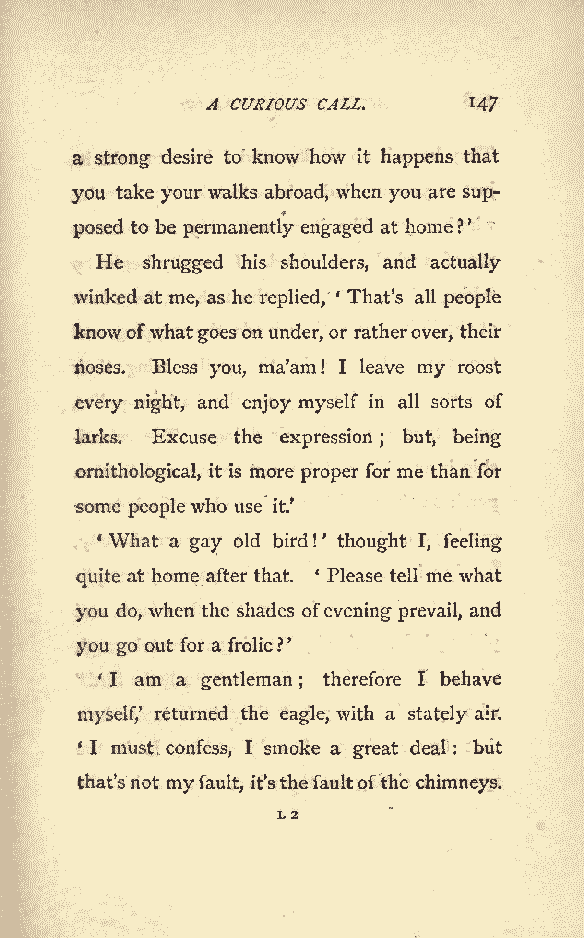 A CURIOUS CALL. 147
a strong desire to know how it happens that
you take your walks abroad, when you are sup-
posed to be permanently engaged at home?'
He shrugged his shoulders, and actually
winked at me, as he replied, ' That's all people
know of what goes on under, or rather over, their
noses. Bless you, ma'am! I leave my roost
every night, and enjoy myself in all sorts of
larks. Excuse the expression ; but, being
ornithological, it is more proper for me than for
some people who use it.'
' What a gay old bird!' thought I, feeling
quite at home after that. ' Please tell me what
you do, when the shades of evening prevail, and
you go out for a frolic?'
' I am a gentleman ; therefore I behave
myself,' returned the eagle, with a stately air.
' I must confess, I smoke a great deal : but
that's not my fault, it's the fault of the chimneys.
L 2